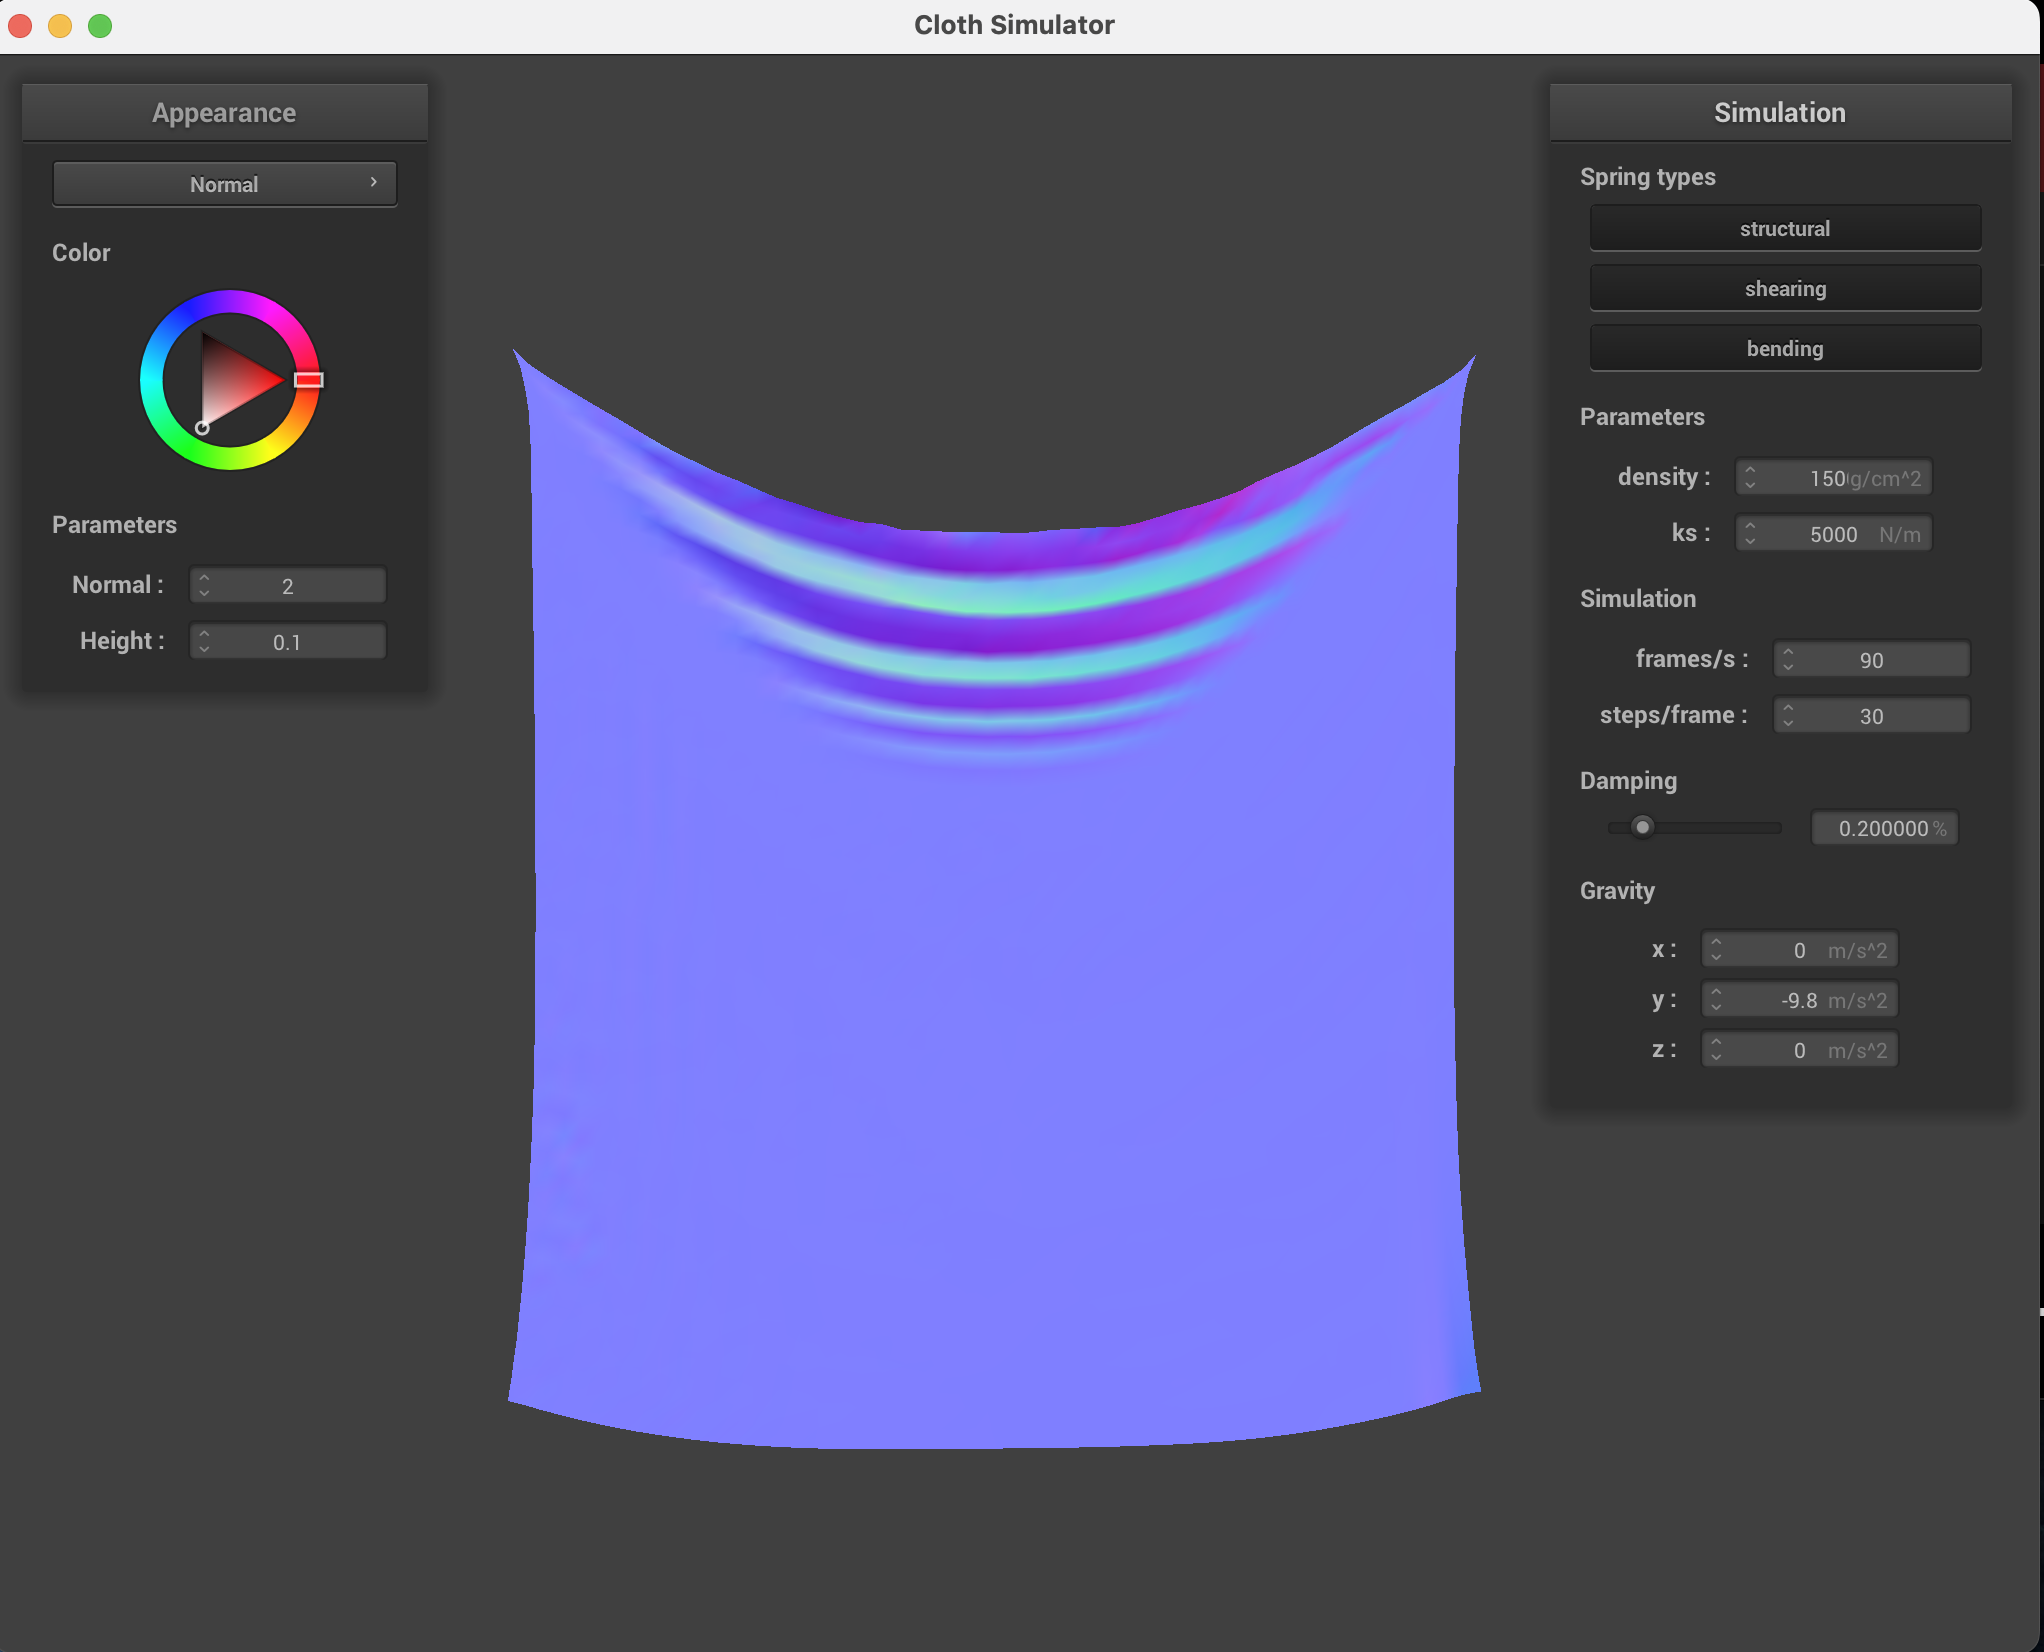 Cloth Simulator
Appearance
Normal
Color
Parameters
Normal : 2
Height : 0.1
Simulation
Spring types
structural
shearing
bending
Parameters
density : 150 g/cm^2
ks : 5000 N/m
Simulation
frames/s : 90
steps/frame : 30
Damping
0.200000 %
Gravity
x : 0 m/s^2
y : -9.8 m/s^2
z : 0 m/s^2